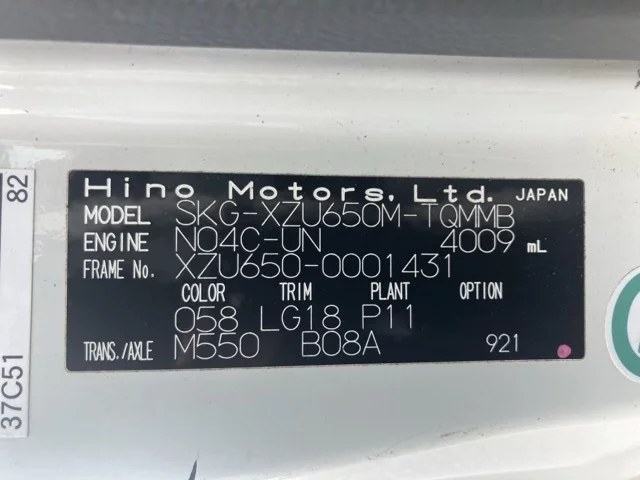 Hino Motors, Ltd. JAPAN
MODEL SKG-XZU650M-TQMMB
ENGINE N04C-UN 4009 mL
FRAME No. XZU650-0001431
COLOR TRIM PLANT OPTION
058 LG18 P11
TRANS./AXLE M550 B08A 921
37C51 82